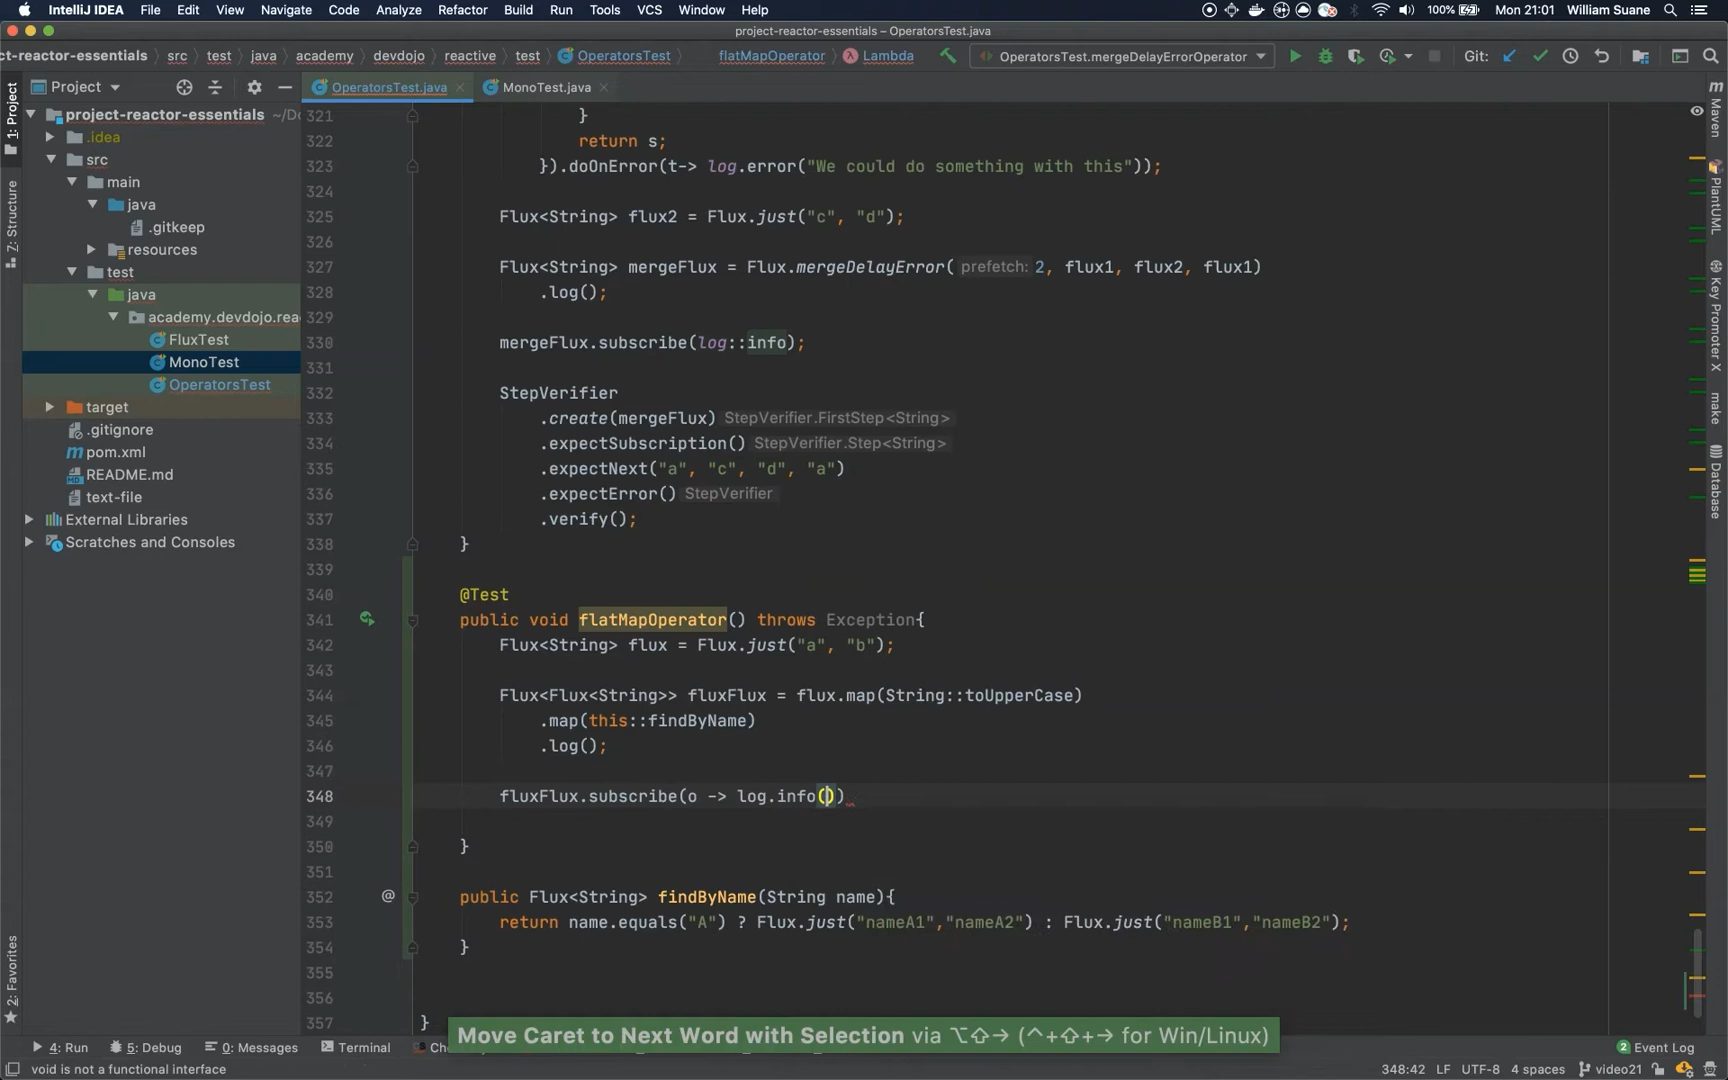 IntelliJ IDEA File Edit View Navigate Code Analyze Refactor Build Run Tools VCS Window Help 100% Mon 21:01 William Suane
project-reactor-essentials – OperatorsTest.java
ct-reactor-essentials src test java academy devdojo reactive test OperatorsTest flatMapOperator Lambda OperatorsTest.mergeDelayErrorOperator Git:
Project OperatorsTest.java MonoTest.java
project-reactor-essentials ~/Do
.idea
src
main
java
.gitkeep
resources
test
java
academy.devdojo.rea
FluxTest
MonoTest
OperatorsTest
target
.gitignore
pom.xml
README.md
text-file
External Libraries
Scratches and Consoles
1: Project
7: Structure
2: Favorites
321 }
322 return s;
323 }).doOnError(t-> log.error("We could do something with this"));
324
325 Flux<String> flux2 = Flux.just("c", "d");
326
327 Flux<String> mergeFlux = Flux.mergeDelayError( prefetch: 2, flux1, flux2, flux1)
328 .log();
329
330 mergeFlux.subscribe(log::info);
331
332 StepVerifier
333 .create(mergeFlux) StepVerifier.FirstStep<String>
334 .expectSubscription() StepVerifier.Step<String>
335 .expectNext("a", "c", "d", "a")
336 .expectError() StepVerifier
337 .verify();
338 }
339
340 @Test
341 public void flatMapOperator() throws Exception{
342 Flux<String> flux = Flux.just("a", "b");
343
344 Flux<Flux<String>> fluxFlux = flux.map(String::toUpperCase)
345 .map(this::findByName)
346 .log();
347
348 fluxFlux.subscribe(o -> log.info())
349
350 }
351
352 @ public Flux<String> findByName(String name){
353 return name.equals("A") ? Flux.just("nameA1","nameA2") : Flux.just("nameB1","nameB2");
354 }
355
356
357 }
Maven
PlantUML
Key Promoter X
make
Database
Move Caret to Next Word with Selection via ⌥⇧→ (^+⇧+→ for Win/Linux)
4: Run 5: Debug 0: Messages Terminal 2 Event Log
void is not a functional interface 348:42 LF UTF-8 4 spaces video21